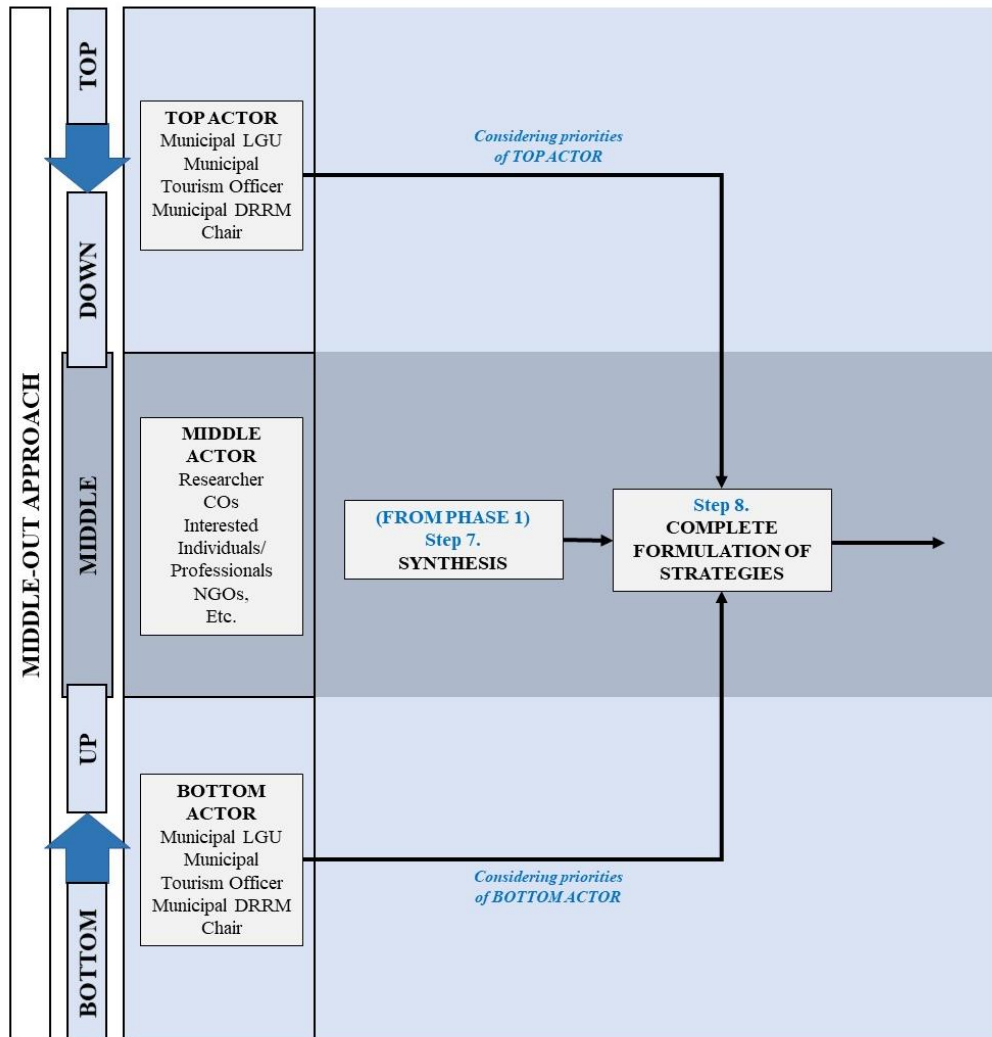 MIDDLE-OUT APPROACH
TOP
DOWN
MIDDLE
UP
BOTTOM
TOP ACTOR
Municipal LGU
Municipal
Tourism Officer
Municipal DRRM
Chair
Considering priorities
of TOP ACTOR
MIDDLE
ACTOR
Researcher
COs
Interested
Individuals/
Professionals
NGOs,
Etc.
(FROM PHASE 1)
Step 7.
SYNTHESIS
Step 8.
COMPLETE
FORMULATION OF
STRATEGIES
BOTTOM
ACTOR
Municipal LGU
Municipal
Tourism Officer
Municipal DRRM
Chair
Considering priorities
of BOTTOM ACTOR